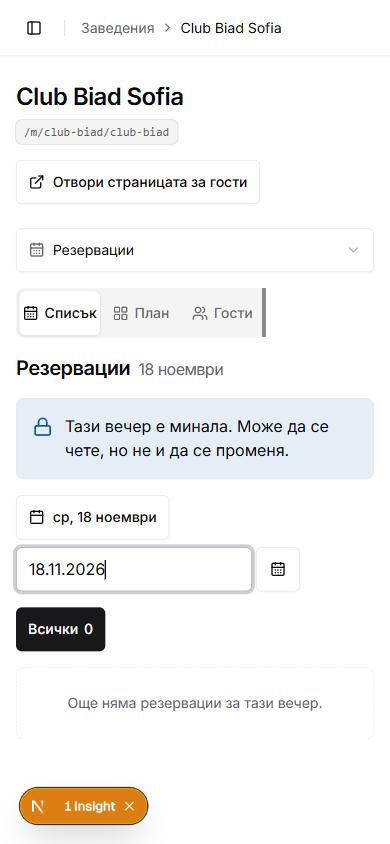 Заведения > Club Biad Sofia
Club Biad Sofia
/m/club-biad/club-biad
Отвори страницата за гости
Резервации
Списък План Гости
Резервации 18 ноември
Тази вечер е минала. Може да се
чете, но не и да се променя.
ср, 18 ноември
18.11.2026
Всички 0
Още няма резервации за тази вечер.
N 1 Insight ×